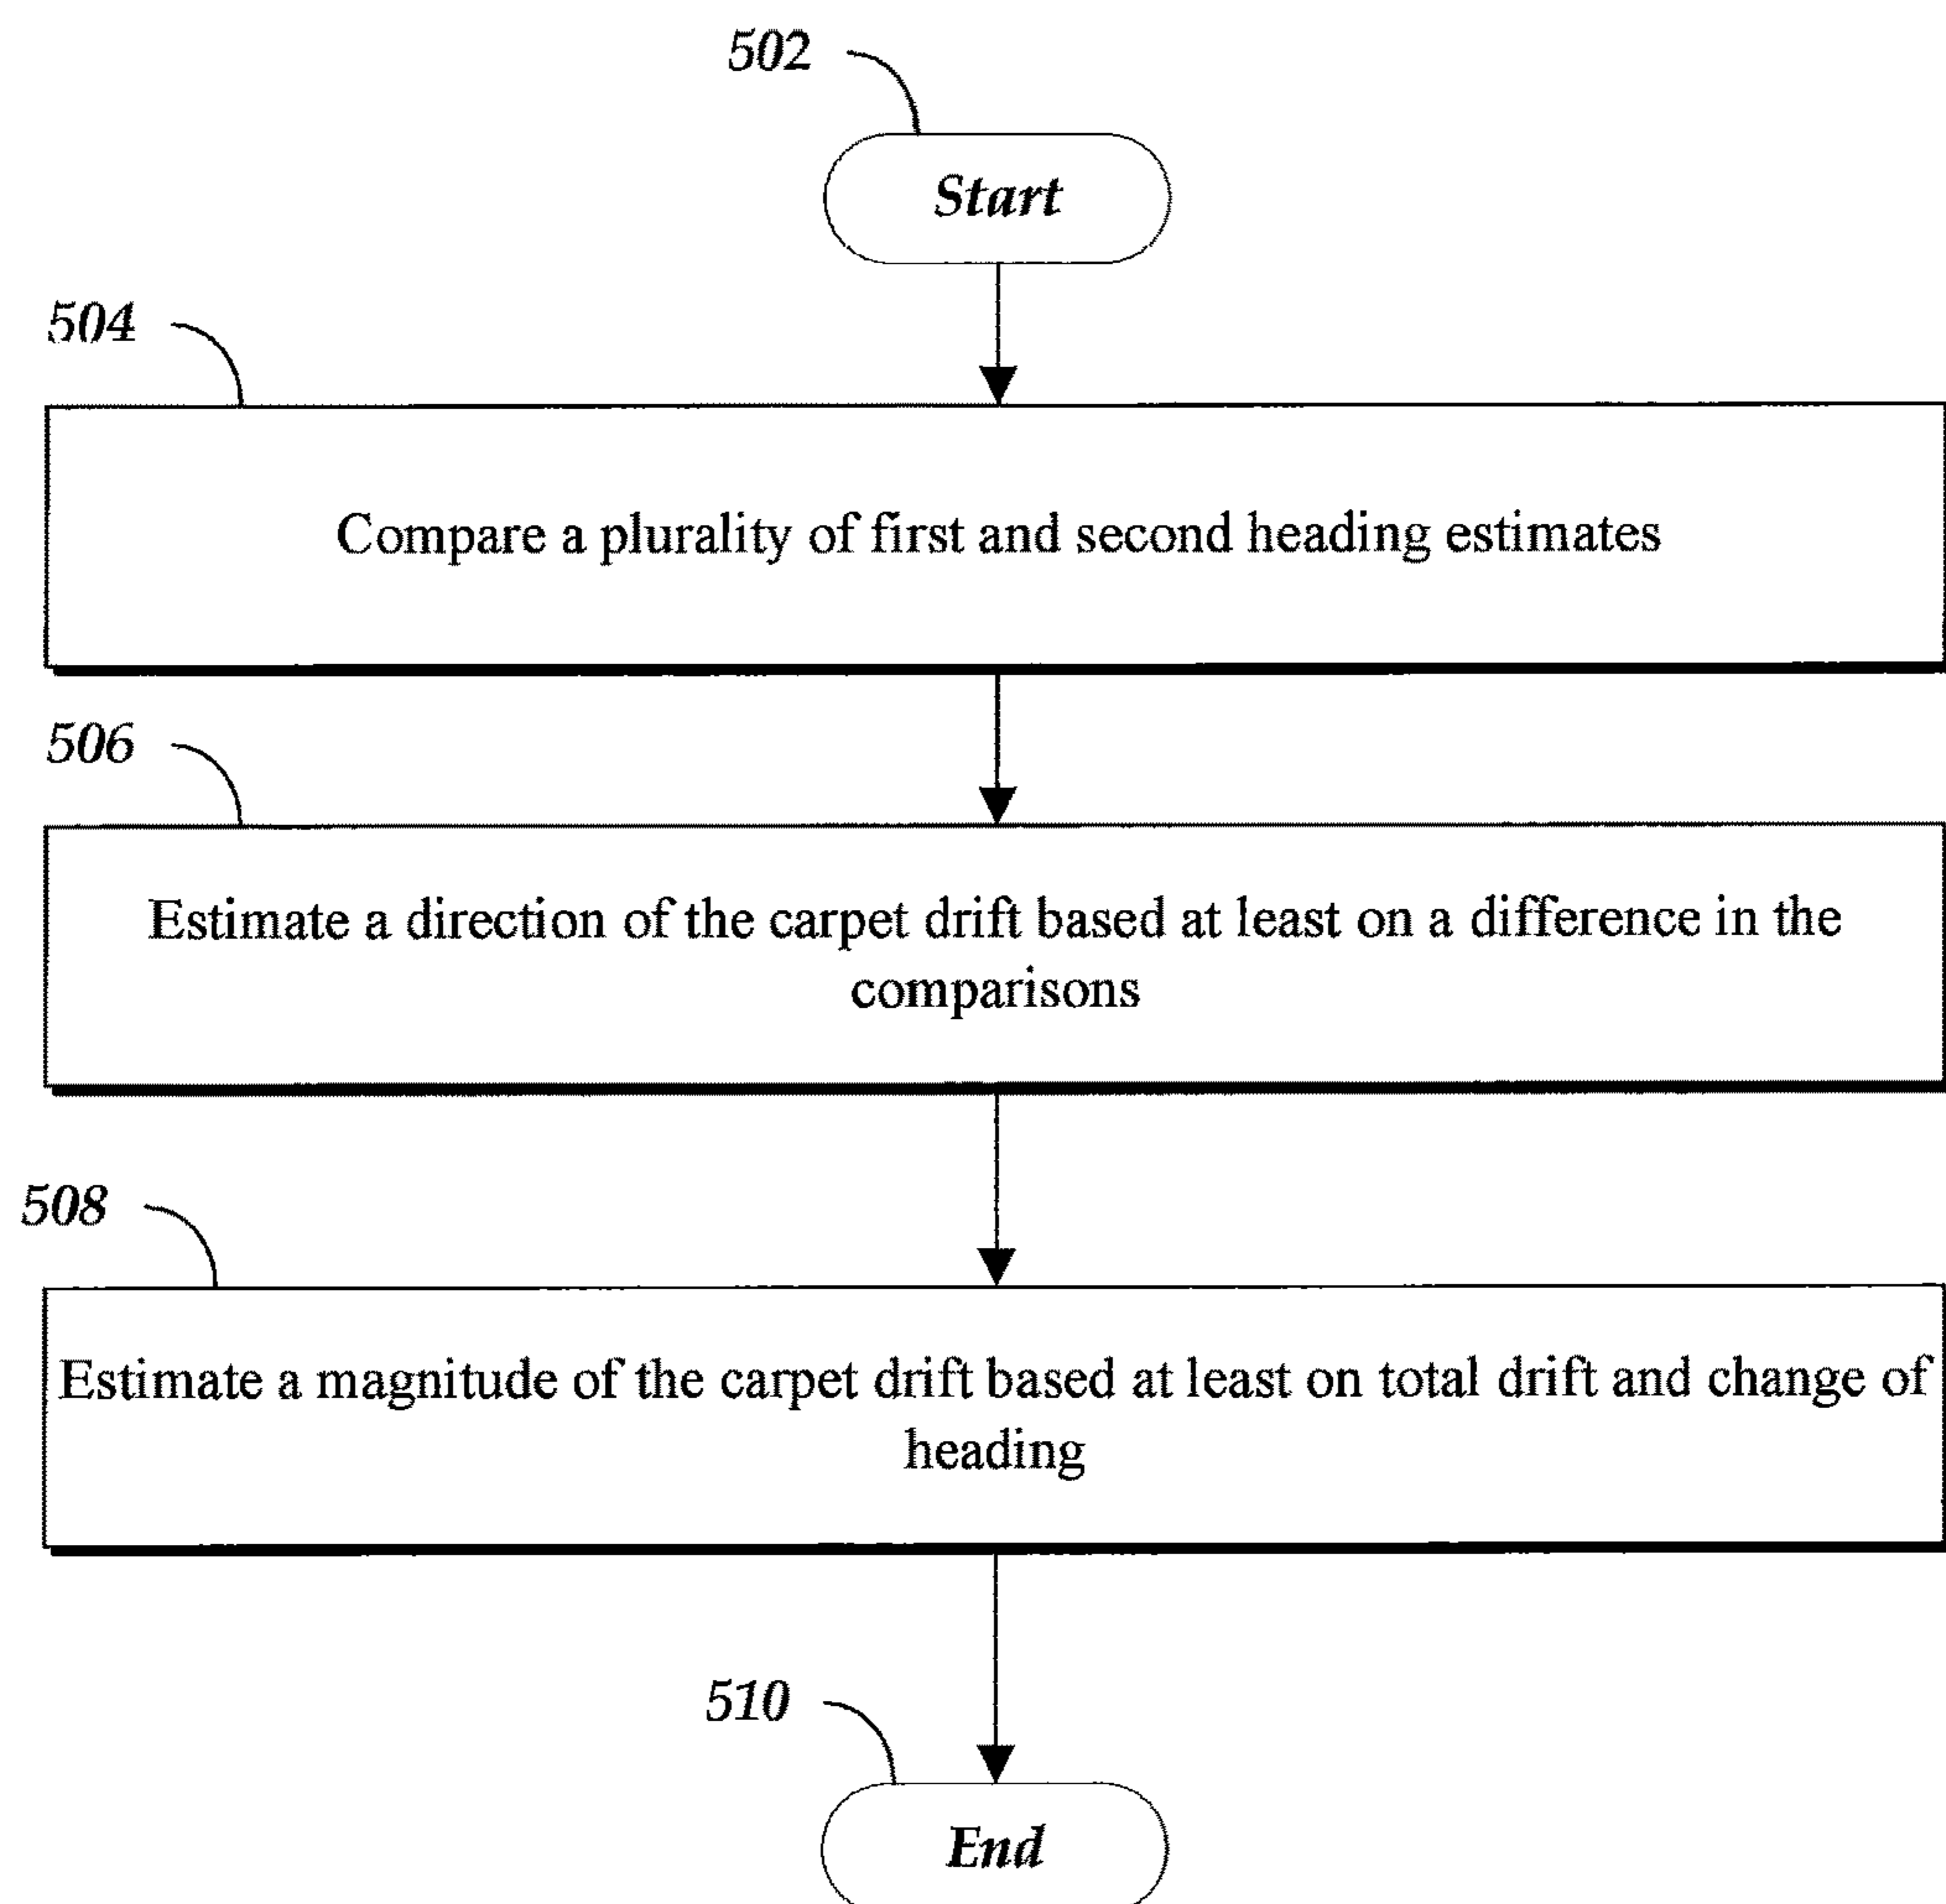 502
Start
504
Compare a plurality of first and second heading estimates
506
Estimate a direction of the carpet drift based at least on a difference in the
comparisons
508
Estimate a magnitude of the carpet drift based at least on total drift and change of
heading
510
End